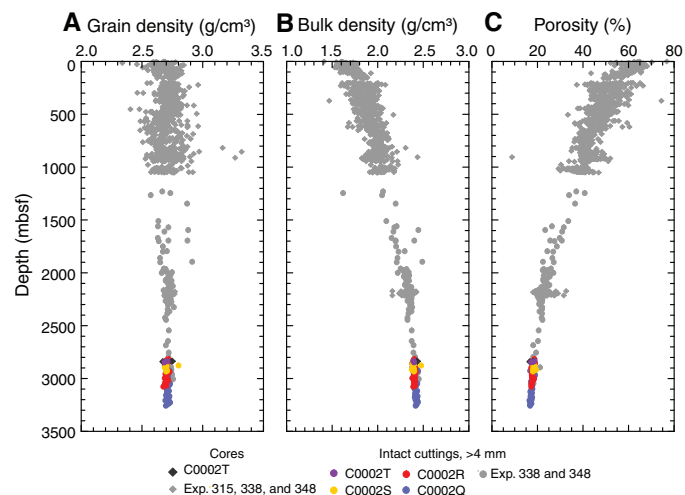 A Grain density (g/cm³) B Bulk density (g/cm³) C Porosity (%)
2.0 2.5 3.0 3.5 1.0 2.0 2.5 3.0 0 20 40 60 80
0
500
1000
1500
2000
2500
3000
3500
Depth (mbsf)
Cores
C0002T
Exp. 315, 338, and 348
Intact cuttings, >4 mm
C0002T C0002R Exp. 338 and 348
C0002S C0002Q